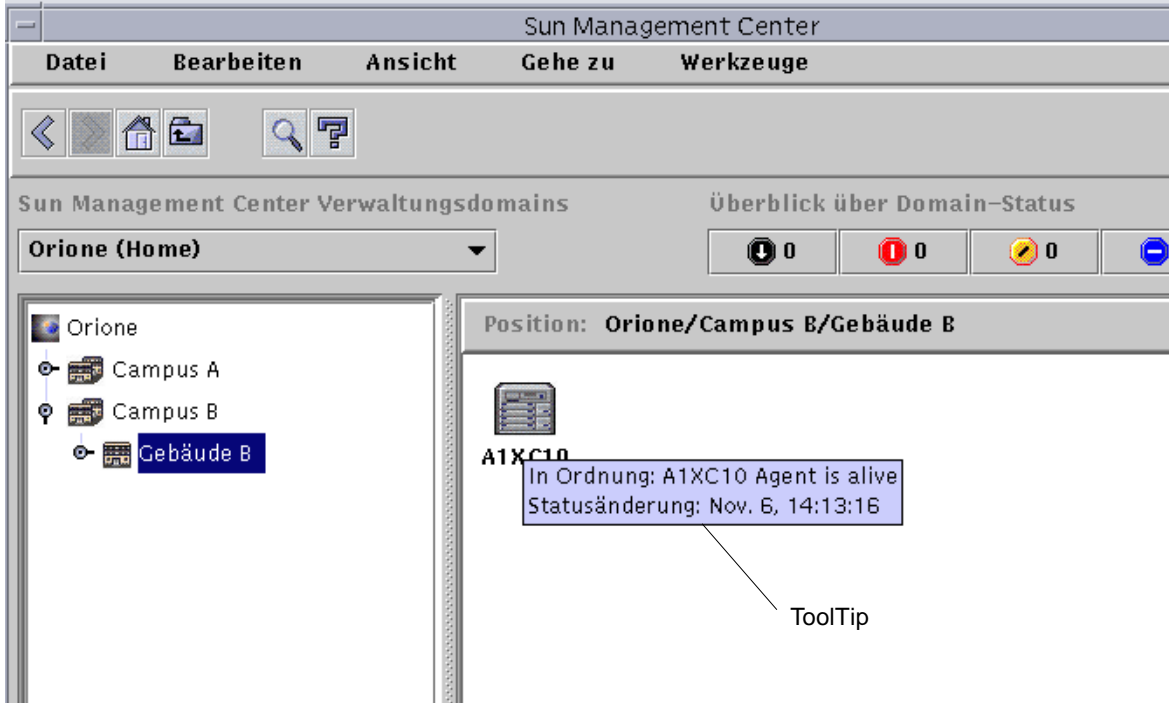 Sun Management Center
Datei Bearbeiten Ansicht Gehe zu Werkzeuge
Sun Management Center Verwaltungsdomains Überblick über Domain-Status
Orione (Home) 0 0 0
Orione
Position: Orione/Campus B/Gebäude B
Campus A
Campus B
Gebäude B
A1XC10
In Ordnung: A1XC10 Agent is alive
Statusänderung: Nov. 6, 14:13:16
ToolTip